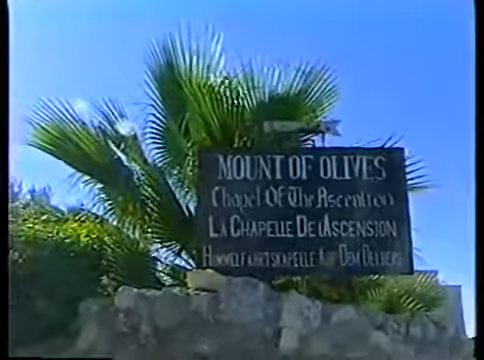 MOUNT OF OLIVES
Chapel Of The Ascension
LA CHAPELLE DE L'ASCENSION
HIMMELFAHRTSKAPELLE AUF DEM OELBERG